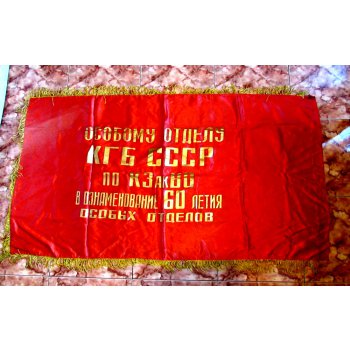 ОСОБОМУ ОТДЕЛУ
КГБ СССР
ПО КЗакВО
В ОЗНАМЕНОВАНИЕ 60 ЛЕТИЯ
ОСОБЫХ ОТДЕЛОВ